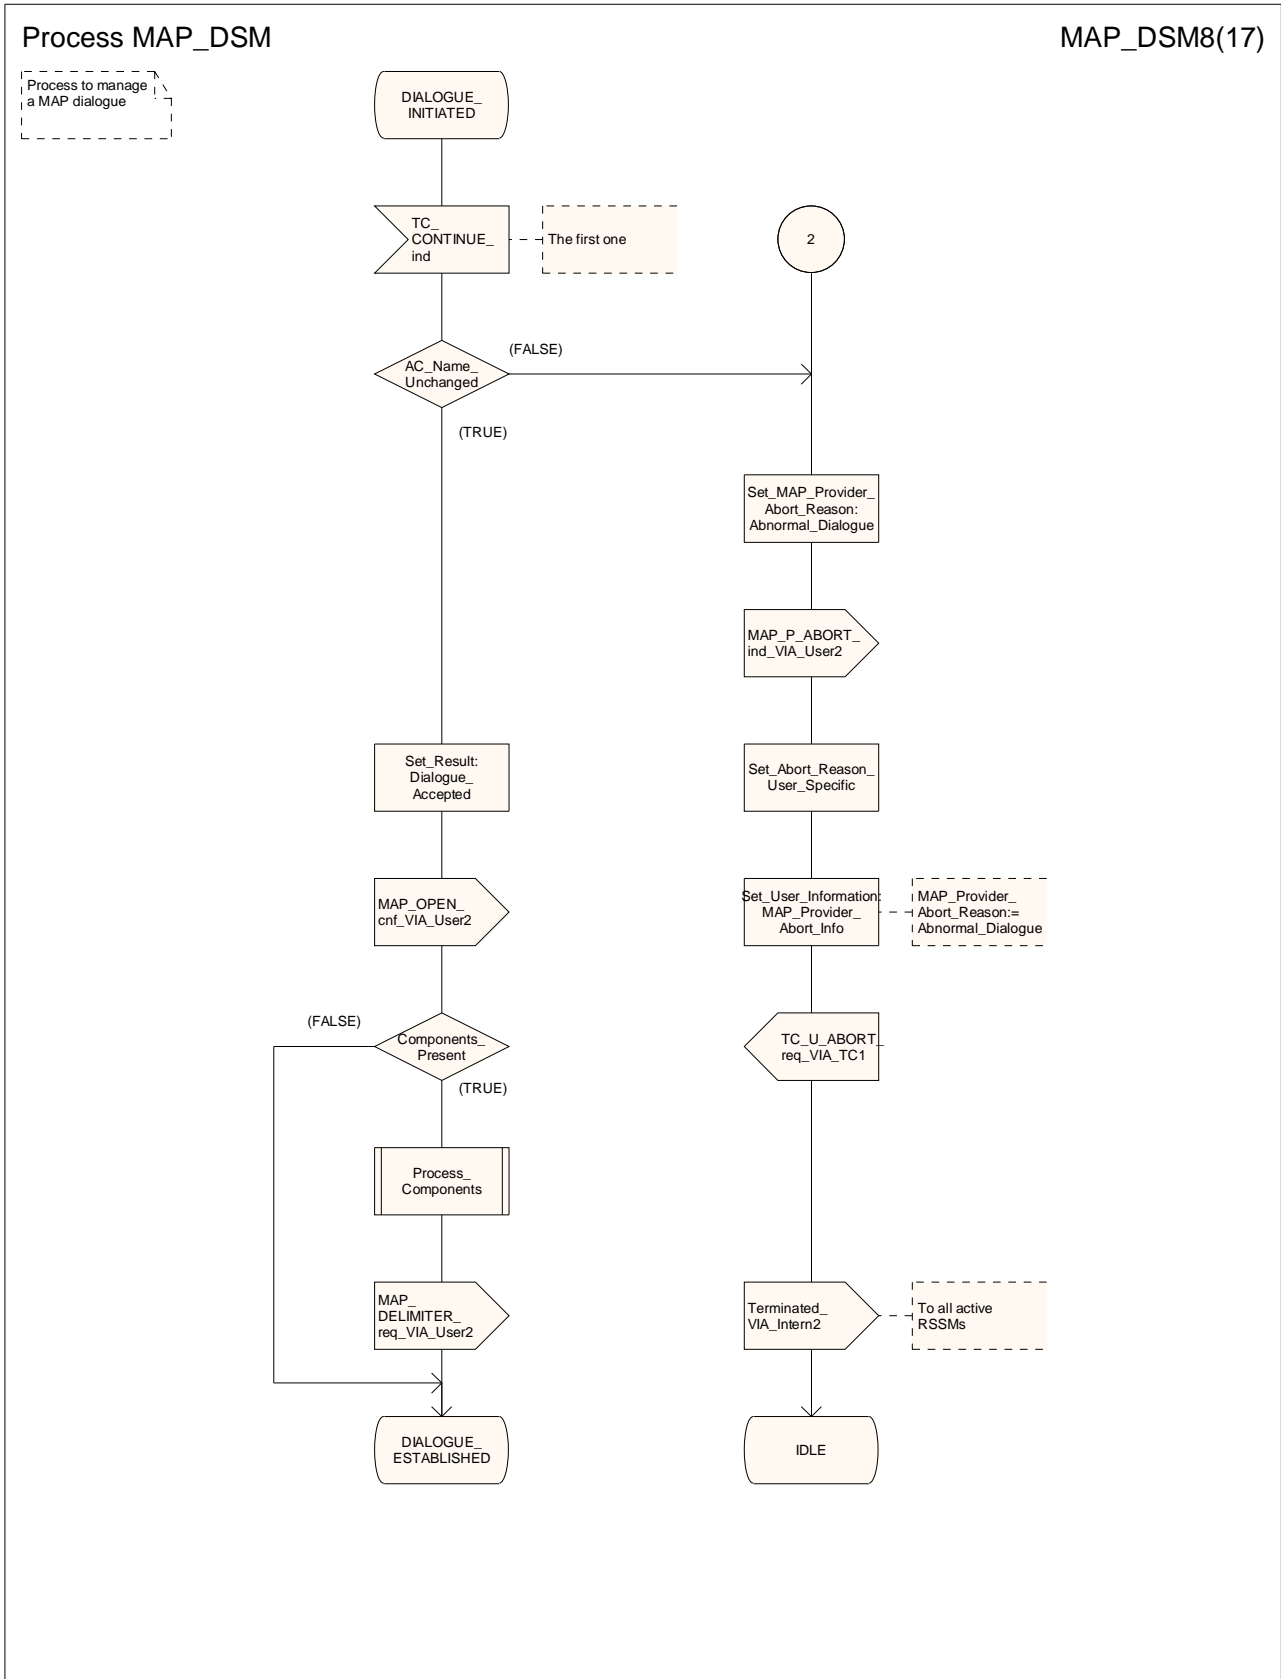 Process MAP_DSM
MAP_DSM8(17)
Process to manage
a MAP dialogue
DIALOGUE_
INITIATED
TC_
CONTINUE_
ind
The first one
2
AC_Name_
Unchanged
(FALSE)
(TRUE)
Set_MAP_Provider_
Abort_Reason:
Abnormal_Dialogue
MAP_P_ABORT_
ind_VIA_User2
Set_Result:
Dialogue_
Accepted
Set_Abort_Reason_
User_Specific
MAP_OPEN_
cnf_VIA_User2
Set_User_Information:
MAP_Provider_
Abort_Info
MAP_Provider_
Abort_Reason:=
Abnormal_Dialogue
(FALSE)
Components_
Present
(TRUE)
TC_U_ABORT_
req_VIA_TC1
Process_
Components
MAP_
DELIMITER_
req_VIA_User2
Terminated_
VIA_Intern2
To all active
RSSMs
DIALOGUE_
ESTABLISHED
IDLE